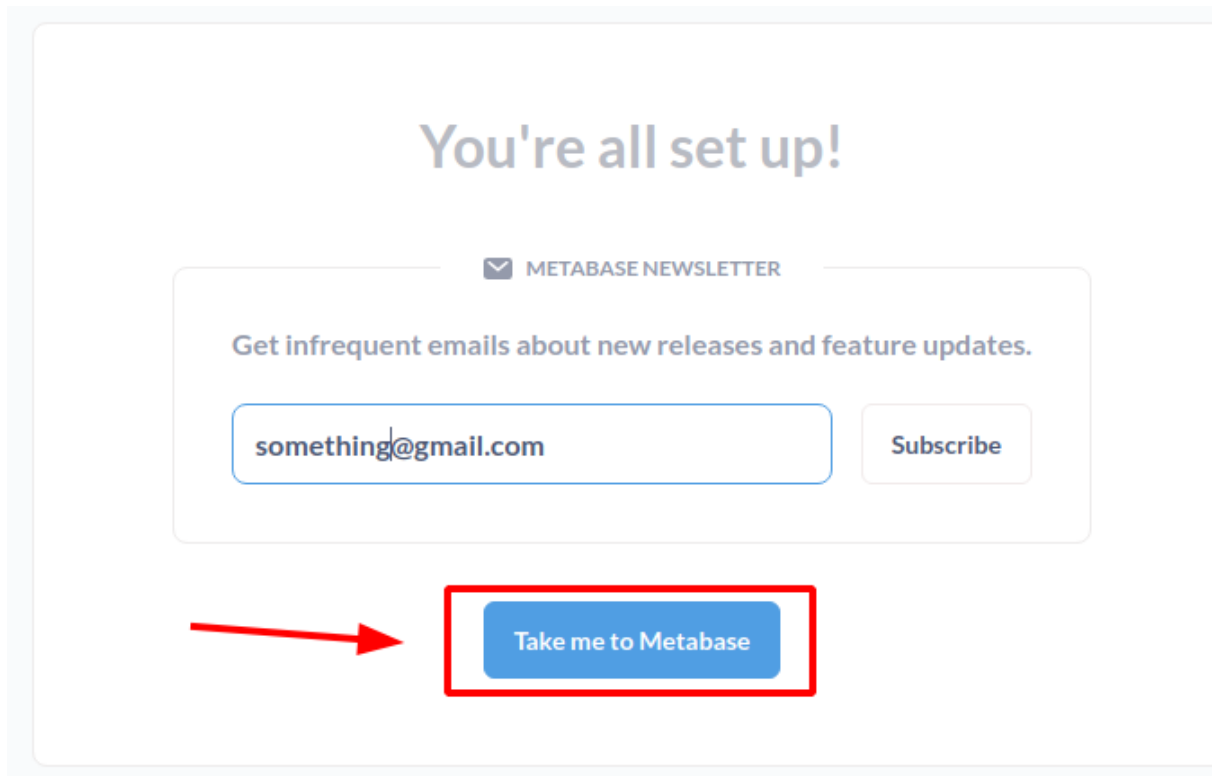 You're all set up!
METABASE NEWSLETTER
Get infrequent emails about new releases and feature updates.
something@gmail.com
Subscribe
Take me to Metabase